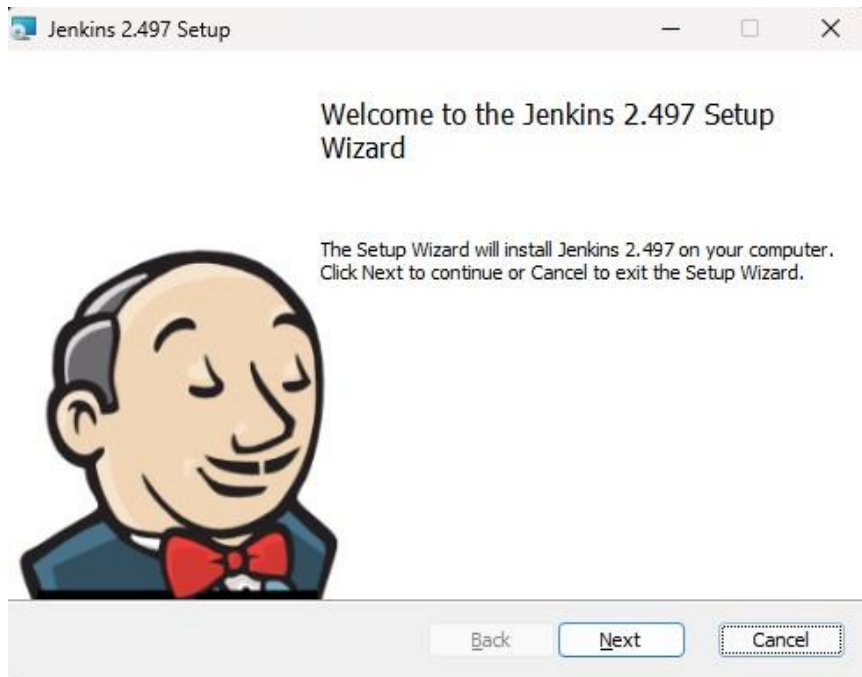 Jenkins 2.497 Setup
Welcome to the Jenkins 2.497 Setup
Wizard
The Setup Wizard will install Jenkins 2.497 on your computer.
Click Next to continue or Cancel to exit the Setup Wizard.
Back Next Cancel